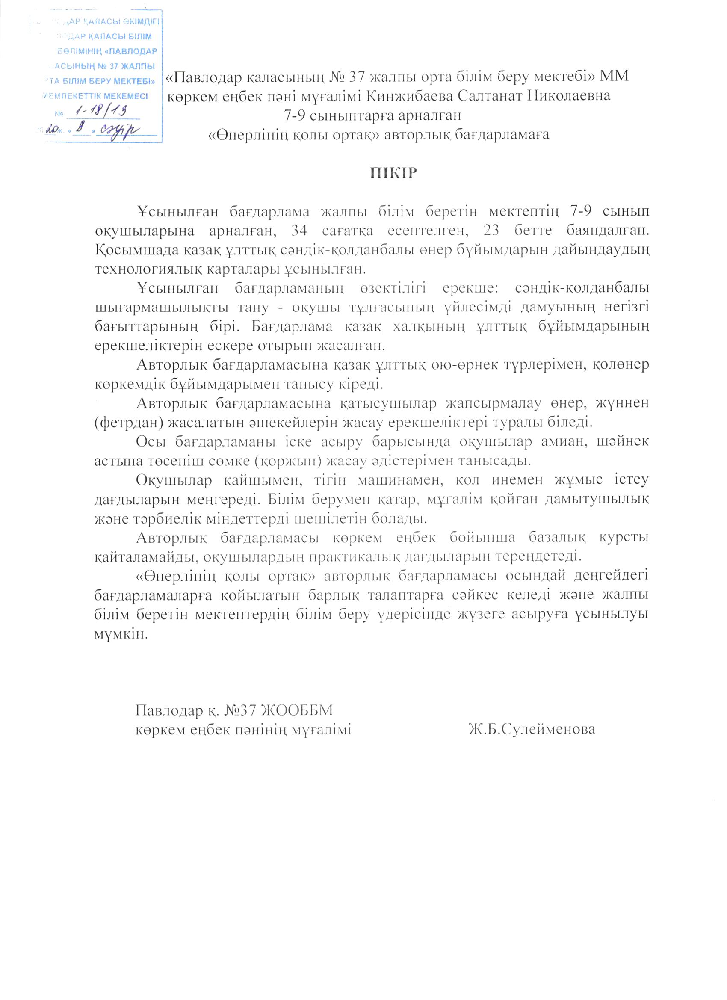 ДАР ҚАЛАСЫ ӘКІМДІГІ
ОДАР ҚАЛАСЫ БІЛІМ
БӨЛІМІНІҢ «ПАВЛОДАР
АСЫНЫҢ № 37 ЖАЛПЫ
ТА БІЛІМ БЕРУ МЕКТЕБІ»
МЕМЛЕКЕТТІК МЕКЕМЕСІ
№ 1-18/13
2020 ж. « 8 » сәуір
«Павлодар қаласының № 37 жалпы орта білім беру мектебі» ММ
көркем еңбек пәні мұғалімі Кинжибаева Салтанат Николаевна
7-9 сыныптарға арналған
«Өнерлінің қолы ортақ» авторлық бағдарламаға
ПІКІР
Ұсынылған бағдарлама жалпы білім беретін мектептің 7-9 сынып
оқушыларына арналған, 34 сағатқа есептелген, 23 бетте баяндалған.
Қосымшада қазақ ұлттық сәндік-қолданбалы өнер бұйымдарын дайындаудың
технологиялық карталары ұсынылған.
Ұсынылған бағдарламаның өзектілігі ерекше: сәндік-қолданбалы
шығармашылықты тану - оқушы тұлғасының үйлесімді дамуының негізгі
бағыттарының бірі. Бағдарлама қазақ халқының ұлттық бұйымдарының
ерекшеліктерін ескере отырып жасалған.
Авторлық бағдарламасына қазақ ұлттық ою-өрнек түрлерімен, қолөнер
көркемдік бұйымдарымен танысу кіреді.
Авторлық бағдарламасына қатысушылар жапсырмалау өнер, жүннен
(фетрдан) жасалатын әшекейлерін жасау ерекшеліктері туралы біледі.
Осы бағдарламаны іске асыру барысында оқушылар амиан, шәйнек
астына төсеніш сөмке (қоржын) жасау әдістерімен танысады.
Оқушылар қайшымен, тігін машинамен, қол инемен жұмыс істеу
дағдыларын меңгереді. Білім берумен қатар, мұғалім қойған дамытушылық
және тәрбиелік міндеттерді шешілетін болады.
Авторлық бағдарламасы көркем еңбек бойынша базалық курсты
қайталамайды, оқушылардың практикалық дағдыларын тереңдетеді.
«Өнерлінің қолы ортақ» авторлық бағдарламасы осындай деңгейдегі
бағдарламаларға қойылатын барлық талаптарға сәйкес келеді және жалпы
білім беретін мектептердің білім беру үдерісінде жүзеге асыруға ұсынылуы
мүмкін.
Павлодар қ. №37 ЖООББМ
көркем еңбек пәнінің мұғалімі Ж.Б.Сулейменова